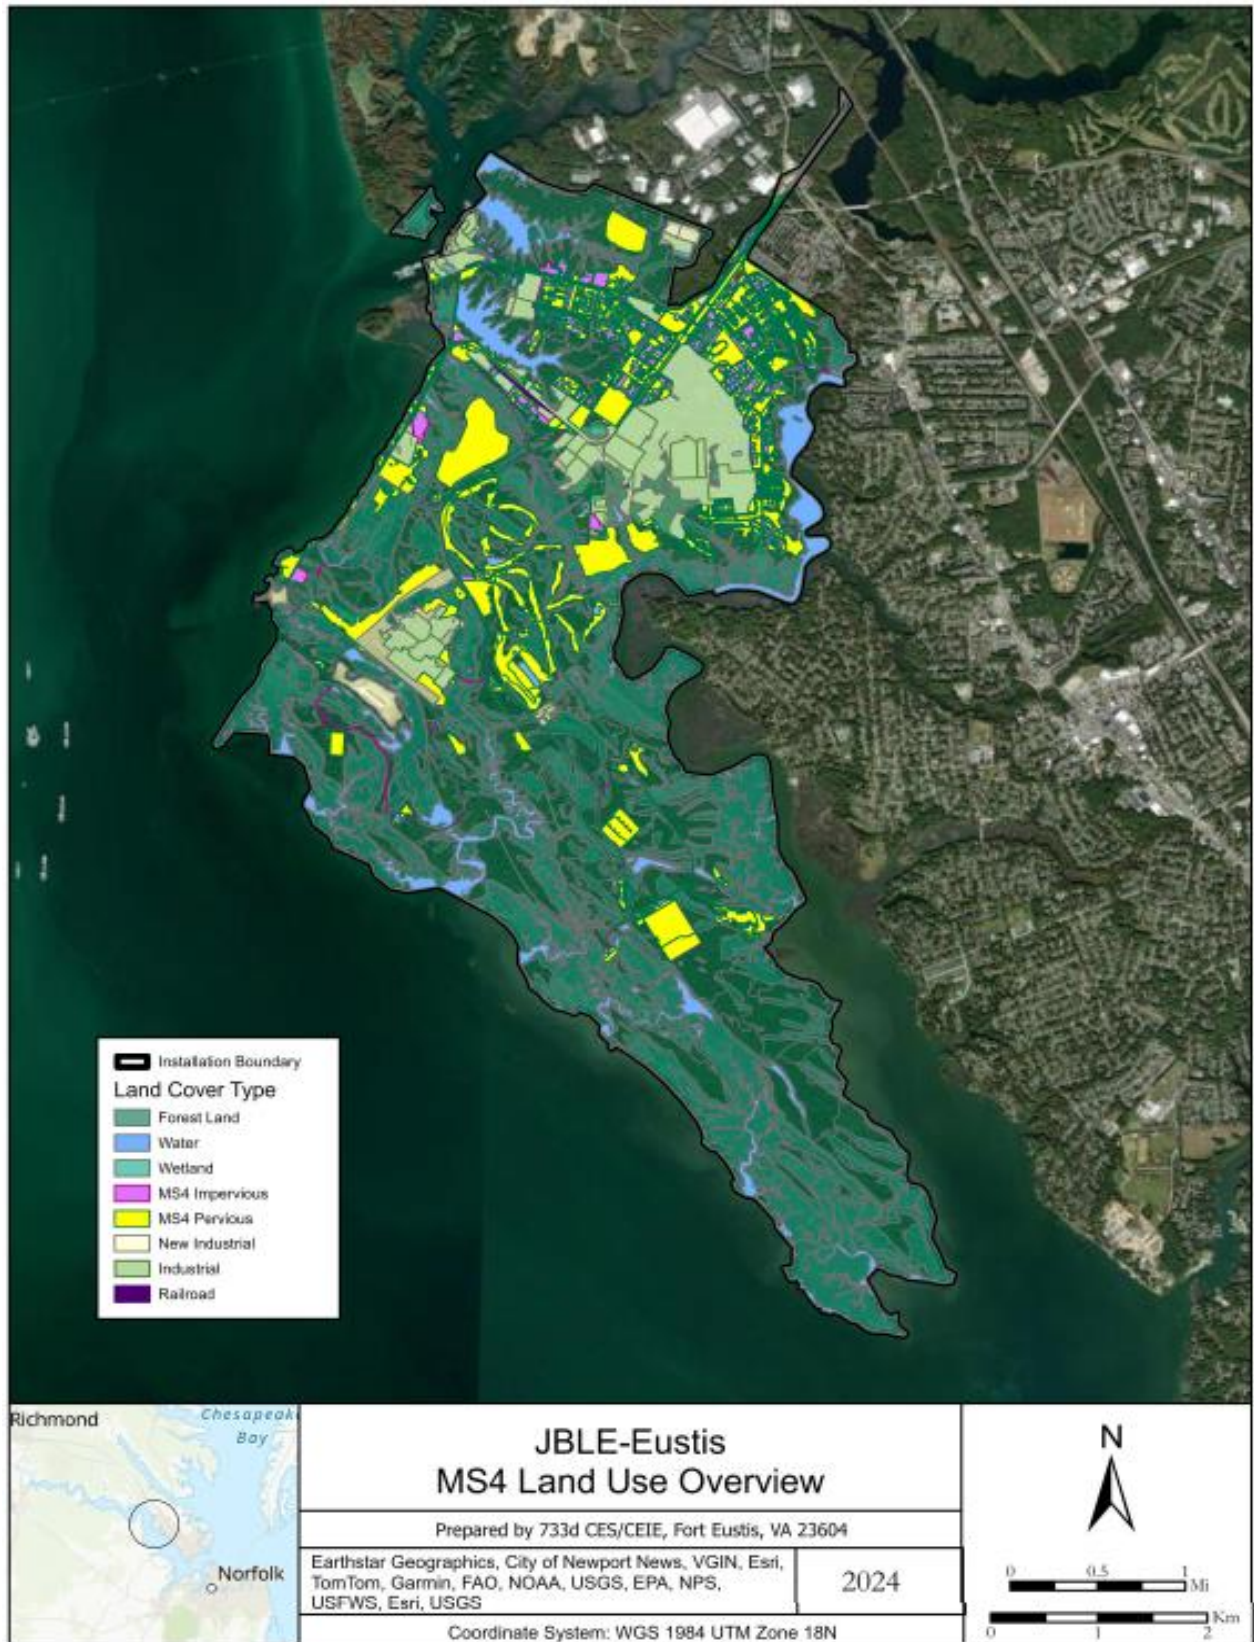 Installation Boundary
Land Cover Type
Forest Land
Water
Wetland
MS4 Impervious
MS4 Pervious
New Industrial
Industrial
Railroad
Richmond
Chesapeake
Bay
Norfolk
JBLE-Eustis
MS4 Land Use Overview
Prepared by 733d CES/CEIE, Fort Eustis, VA 23604
Earthstar Geographics, City of Newport News, VGIN, Esri,
TomTom, Garmin, FAO, NOAA, USGS, EPA, NPS,
USFWS, Esri, USGS
2024
Coordinate System: WGS 1984 UTM Zone 18N
N
0 0.5 1
Mi
Km
0 1 2